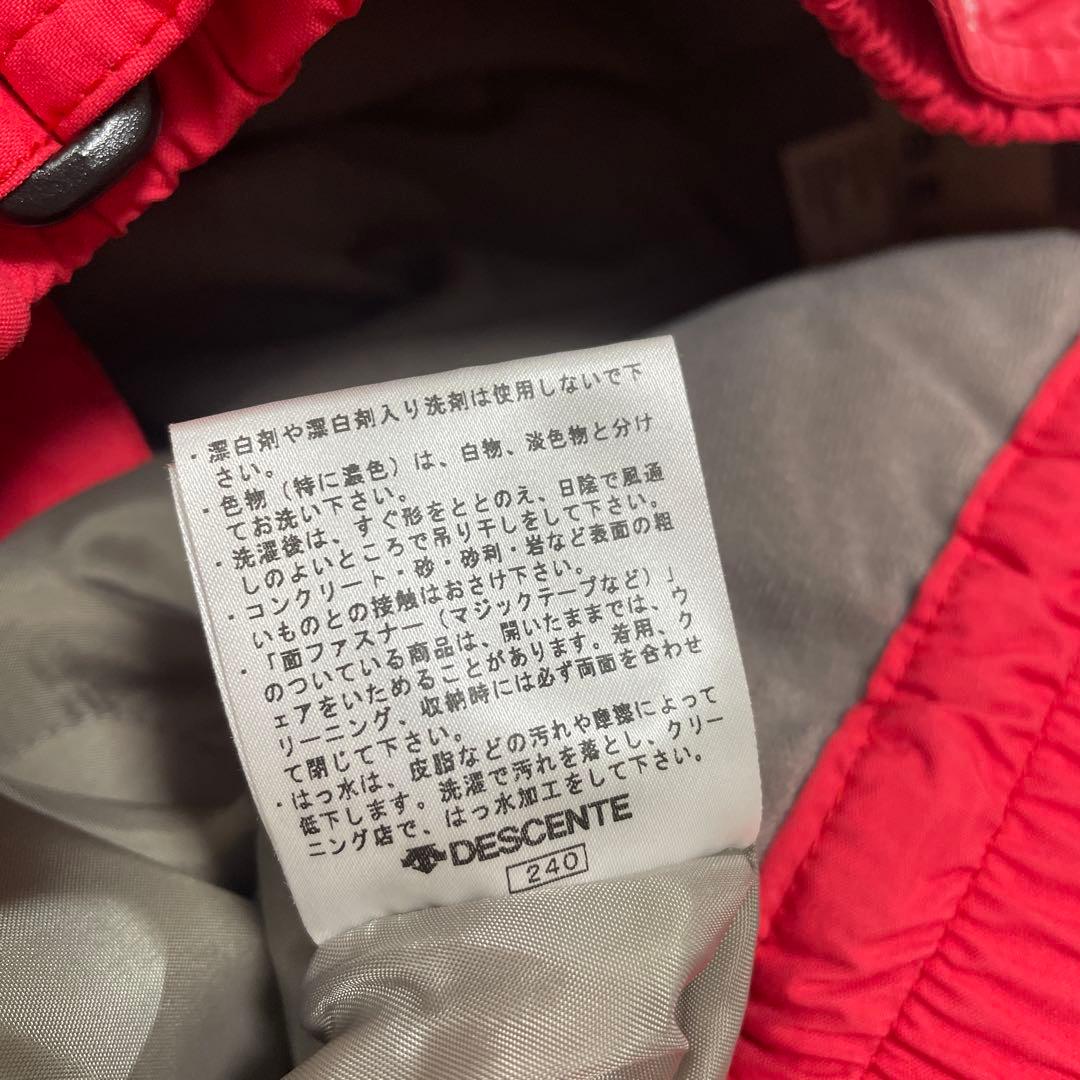 ・漂白剤や漂白剤入り洗剤は使用しないで下
さい。
・色物（特に濃色）は、白物、淡色物と分け
てお洗い下さい。
・洗濯後は、すぐ形をととのえ、日陰で風通
しのよいところで吊り干しをして下さい。
・コンクリート・砂・砂利・岩など表面の粗
いものとの接触はおさけ下さい。
・「面ファスナー（マジックテープなど）」
のついている商品は、開いたままでは、ウ
ェアをいためることがあります。着用、ク
リーニング、収納時には必ず両面を合わせ
て閉じて下さい。
・はっ水は、皮脂などの汚れや塵擦によって
低下します。洗濯で汚れを落とし、クリー
ニング店で、はっ水加工をして下さい。
DESCENTE
240